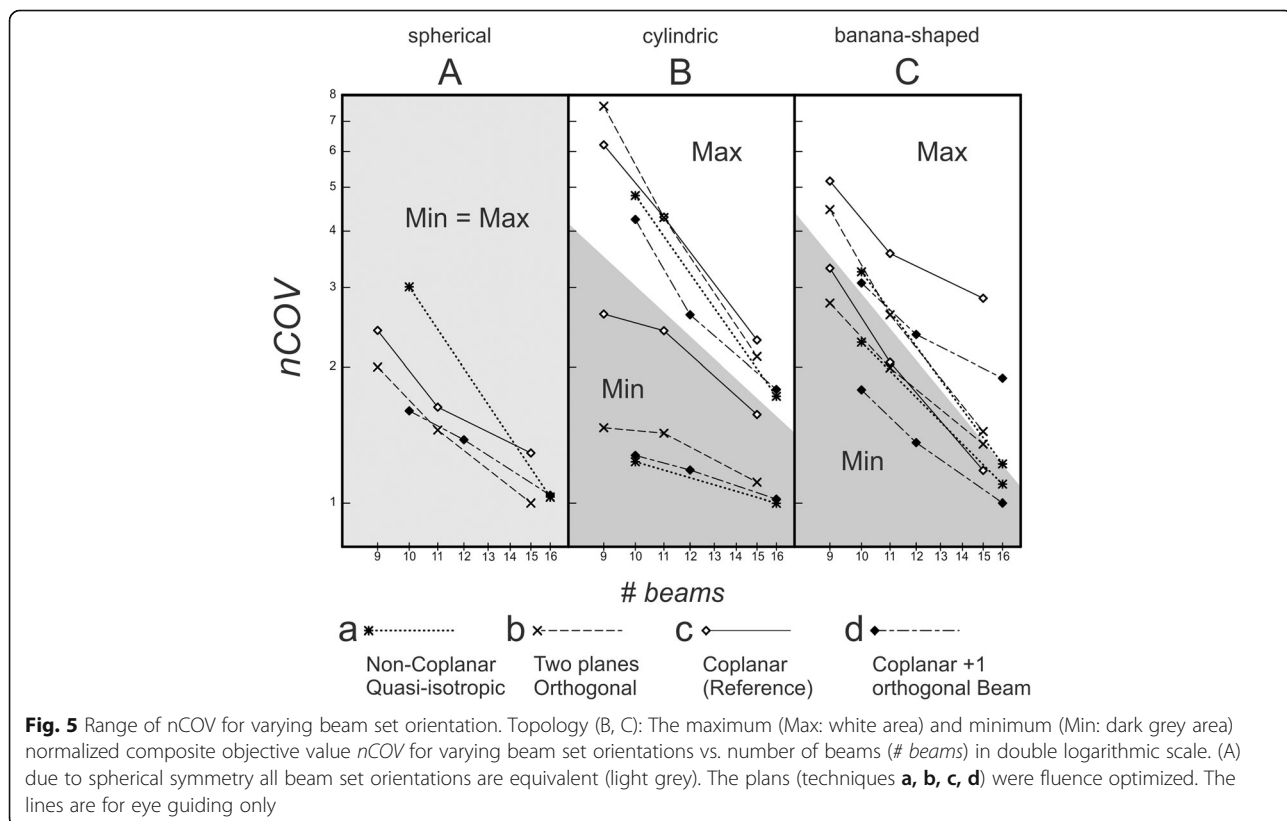 spherical cylindric banana-shaped
A B C
8
7
6
5
4
3
2
1
nCOV
Min = Max
Max
Min
Max
Min
9 10 11 12 13 14 15 16 9 10 11 12 13 14 15 16 9 10 11 12 13 14 15 16
# beams
a b c d
Non-Coplanar Two planes Coplanar Coplanar +1
Quasi-isotropic Orthogonal (Reference) orthogonal Beam
Fig. 5 Range of nCOV for varying beam set orientation. Topology (B, C): The maximum (Max: white area) and minimum (Min: dark grey area)
normalized composite objective value nCOV for varying beam set orientations vs. number of beams (# beams) in double logarithmic scale. (A)
due to spherical symmetry all beam set orientations are equivalent (light grey). The plans (techniques a, b, c, d) were fluence optimized. The
lines are for eye guiding only